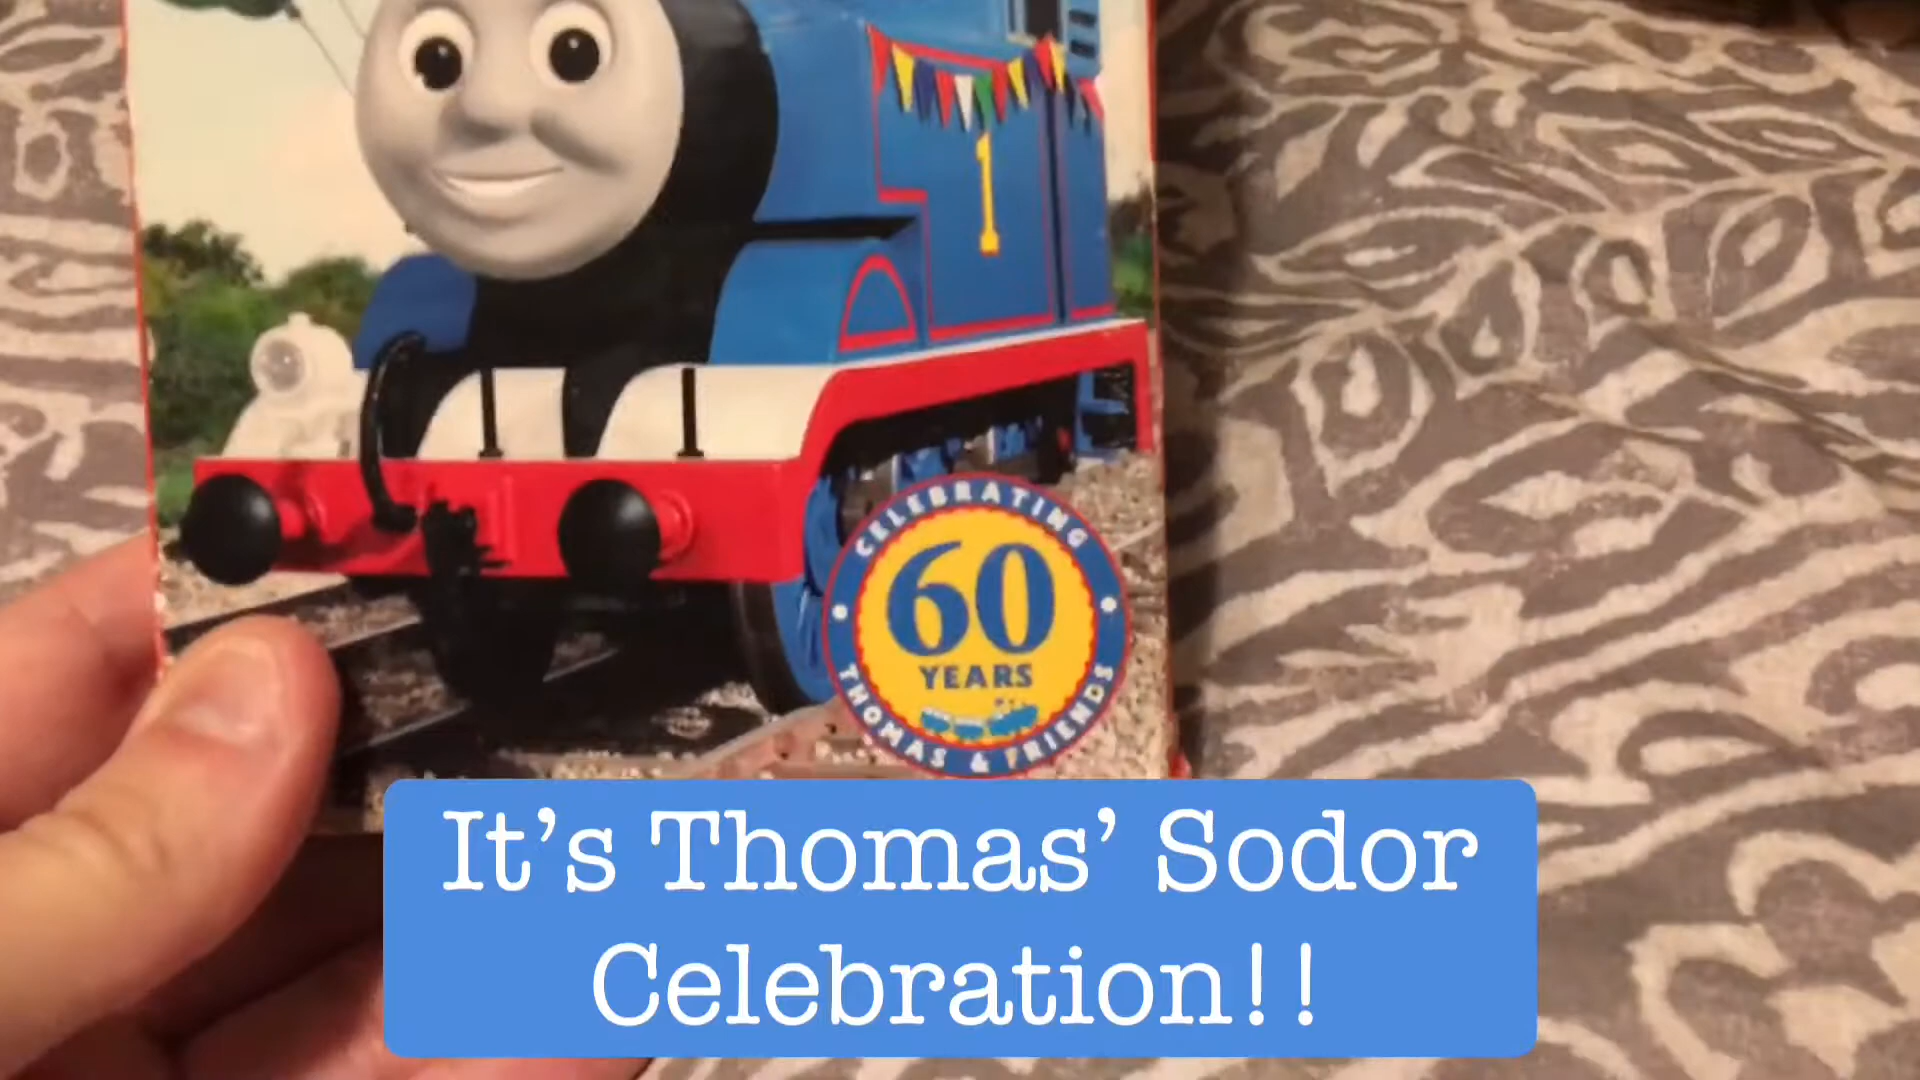 1
CELEBRATING
60
YEARS
THOMAS & FRIENDS
It’s Thomas’ Sodor
Celebration!!